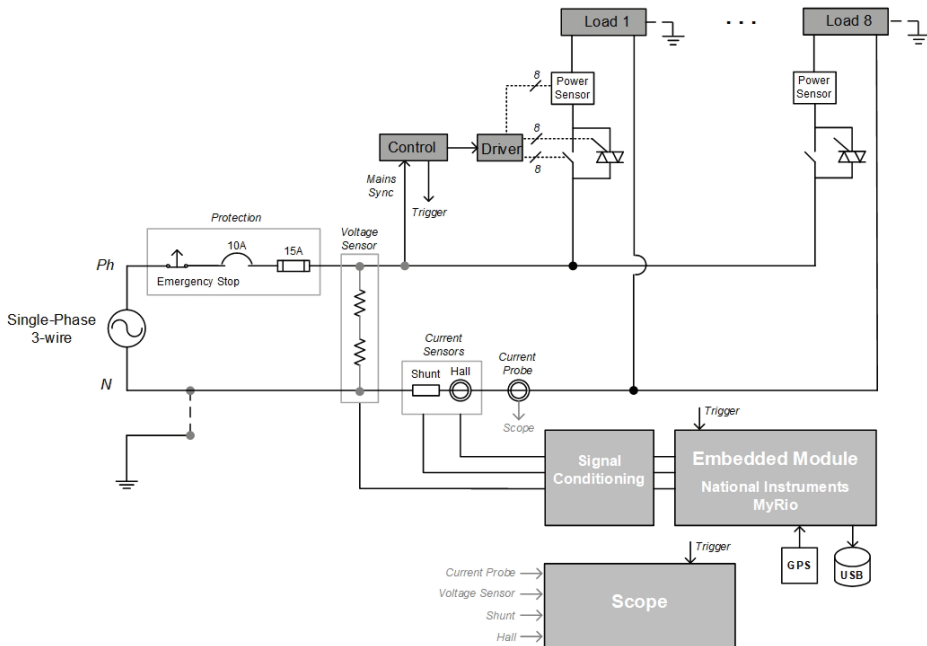 Load 1
. . .
Load 8
8
Power
Sensor
Power
Sensor
8
Control
Driver
8
Mains
Sync
Trigger
Protection
Voltage
Sensor
10A
15A
Ph
Emergency Stop
Single-Phase
3-wire
Current
Sensors
Current
Probe
Shunt
Hall
N
Scope
Trigger
Signal
Conditioning
Embedded Module
National Instruments
MyRio
Trigger
GPS
USB
Current Probe
Voltage Sensor
Shunt
Hall
Scope